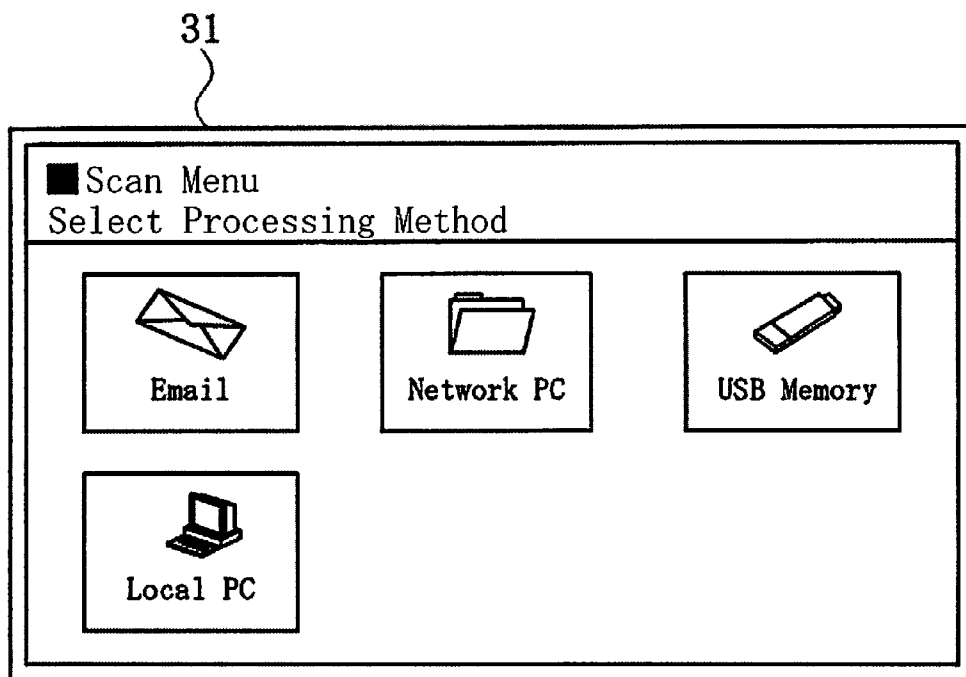 31
■Scan Menu
Select Processing Method
Email
Network PC
USB Memory
Local PC